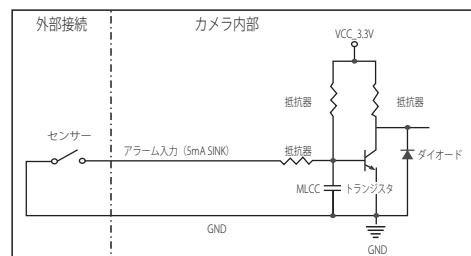 外部接続
カメラ内部
VCC_3.3V
抵抗器
抵抗器
センサー
アラーム入力（5mA SINK）
抵抗器
ダイオード
MLCC
トランジスタ
GND
GND